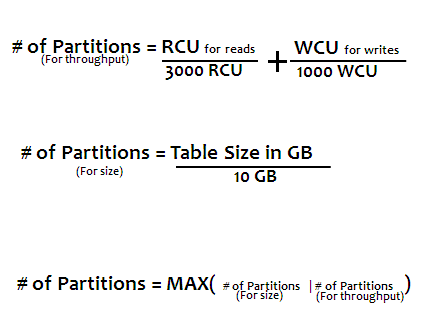 # of Partitions = RCU for reads + WCU for writes
(For throughput) 3000 RCU 1000 WCU
# of Partitions = Table Size in GB
(For size) 10 GB
# of Partitions = MAX( # of Partitions | # of Partitions )
(For size) (For throughput)